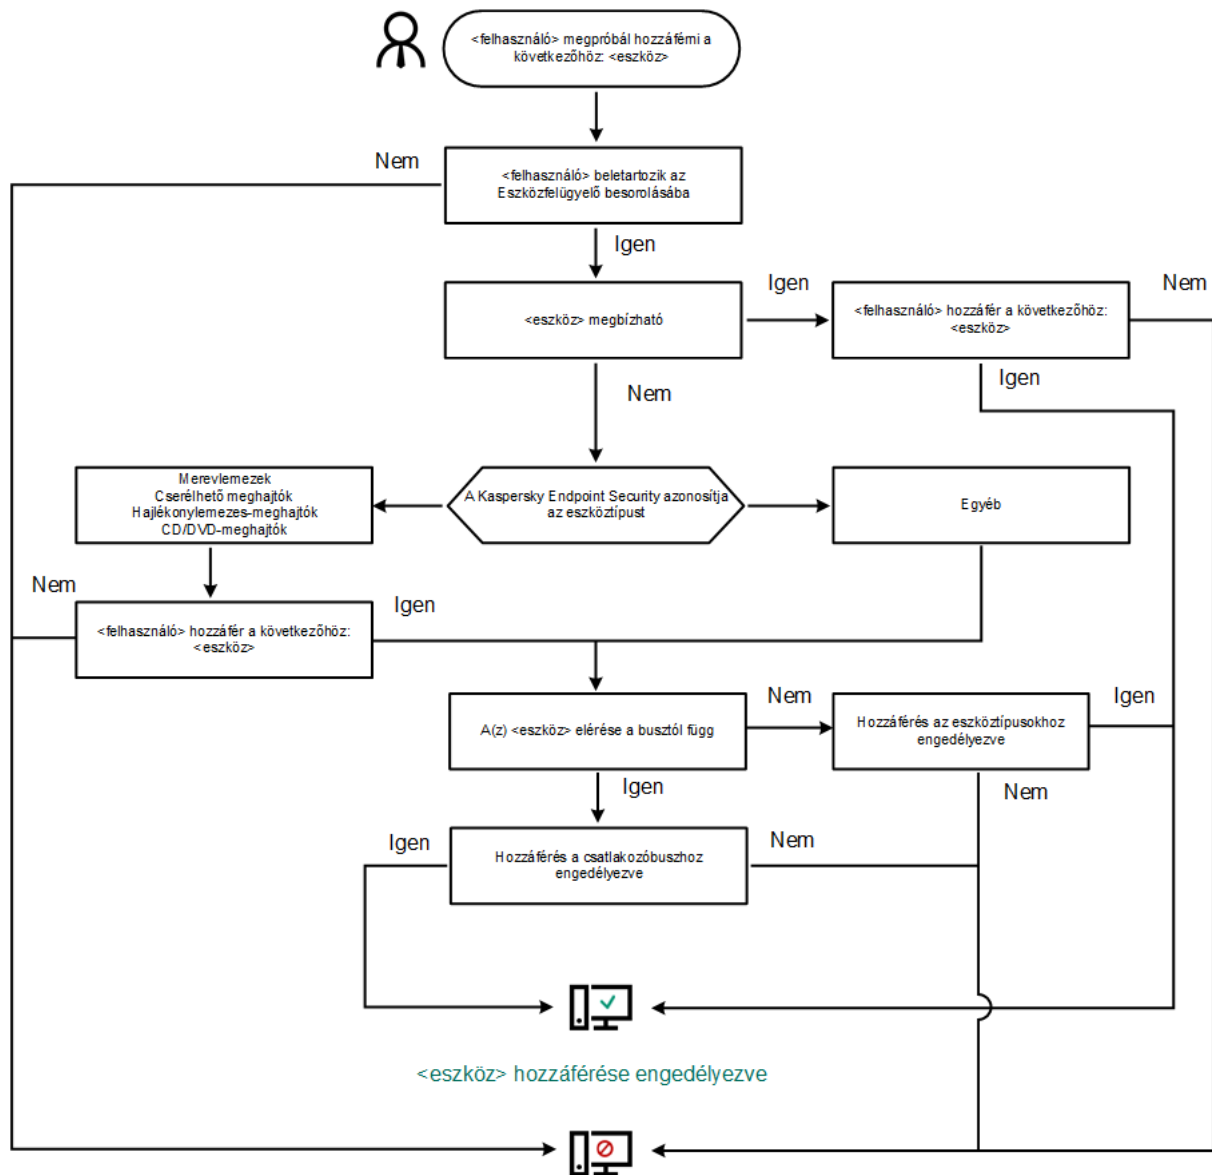 <felhasználó> megpróbál hozzáférni a
következőhöz: <eszköz>
Nem
<felhasználó> beletartozik az
Eszközfelügyelő besorolásába
Igen
Igen
Nem
<eszköz> megbízható
<felhasználó> hozzáfér a következőhöz:
<eszköz>
Nem
Igen
Merevlemezek
Cserélhető meghajtók
Hajlékonylemezes-meghajtók
CD/DVD-meghajtók
A Kaspersky Endpoint Security azonosítja
az eszköztípust
Egyéb
Nem
Igen
<felhasználó> hozzáfér a következőhöz:
<eszköz>
A(z) <eszköz> elérése a busztól függ
Nem
Hozzáférés az eszköztípusokhoz
engedélyezve
Igen
Igen
Nem
Igen
Hozzáférés a csatlakozóbuszhoz
engedélyezve
Nem
<eszköz> hozzáférése engedélyezve